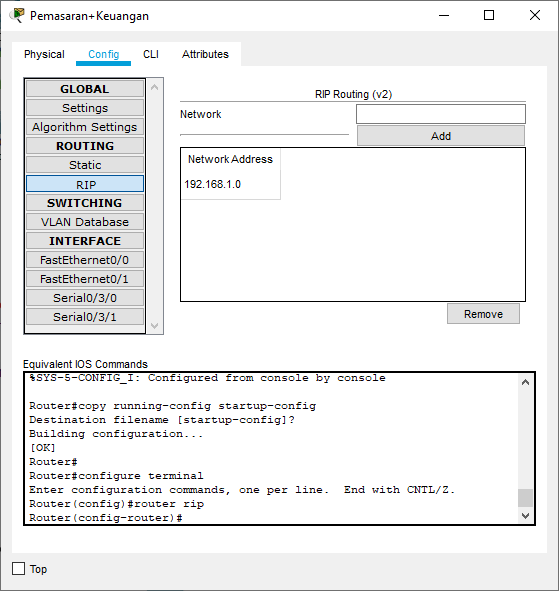 Pemasaran+Keuangan
Physical Config CLI Attributes
GLOBAL
Settings
Algorithm Settings
ROUTING
Static
RIP
SWITCHING
VLAN Database
INTERFACE
FastEthernet0/0
FastEthernet0/1
Serial0/3/0
Serial0/3/1
RIP Routing (v2)
Network
Add
Network Address
192.168.1.0
Remove
Equivalent IOS Commands
%SYS-5-CONFIG_I: Configured from console by console
Router#copy running-config startup-config
Destination filename [startup-config]?
Building configuration...
[OK]
Router#
Router#configure terminal
Enter configuration commands, one per line. End with CNTL/Z.
Router(config)#router rip
Router(config-router)#
Top